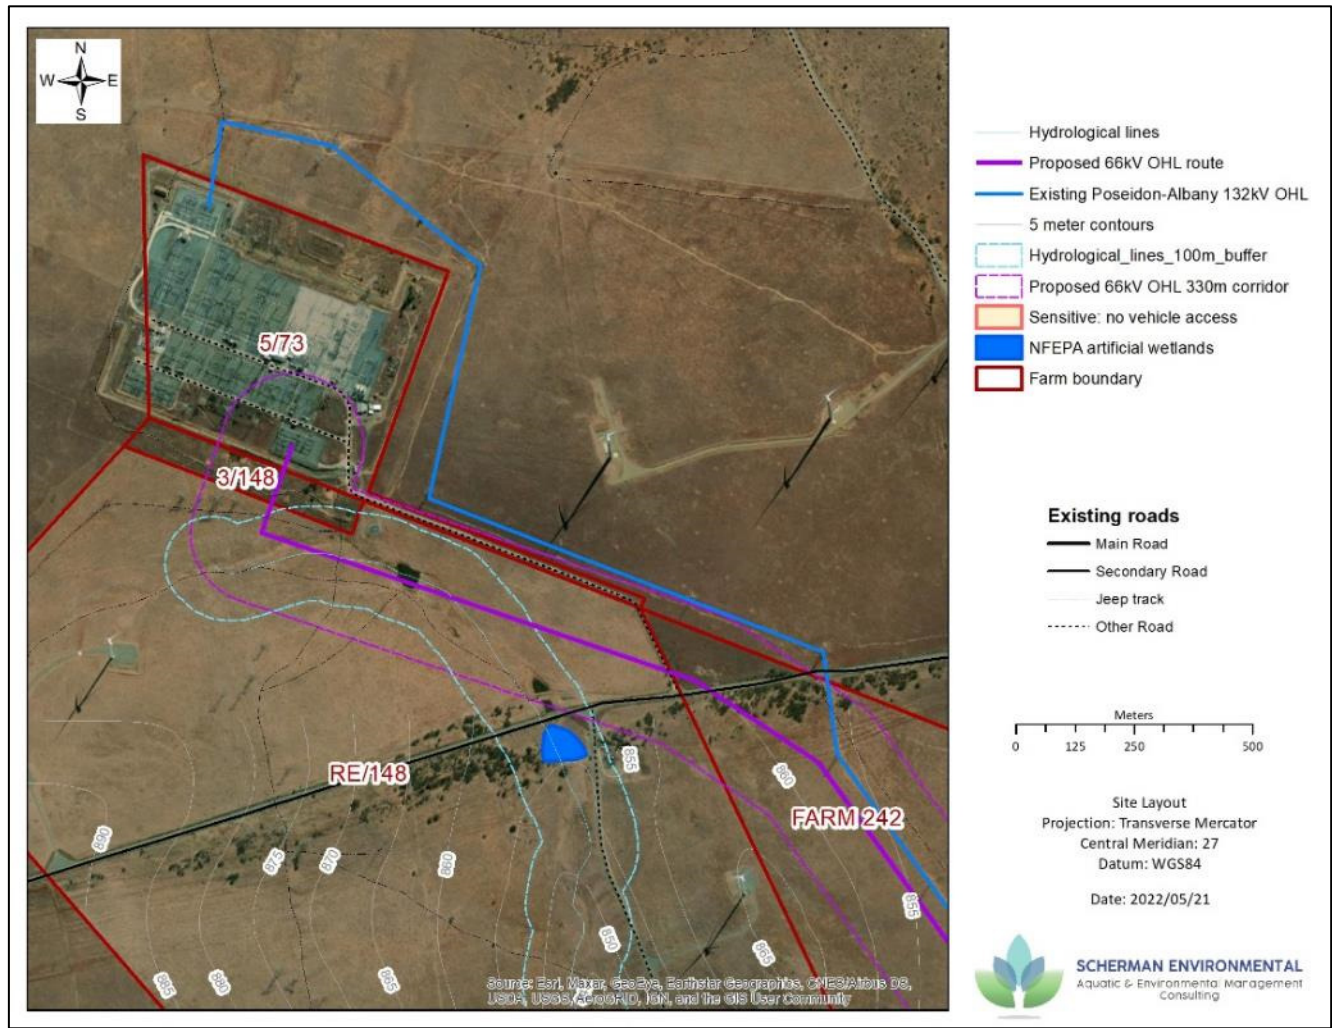 N
W E
S
5/73
3/148
RE/148
FARM 242
855
860
890
875
870
860
855
850
865
885
880
865
Source: Esri, Maxar, GeoEye, Earthstar Geographics, CNES/Airbus DS,
USDA, USGS, AeroGRID, IGN, and the GIS User Community
Hydrological lines
Proposed 66kV OHL route
Existing Poseidon-Albany 132kV OHL
5 meter contours
Hydrological_lines_100m_buffer
Proposed 66kV OHL 330m corridor
Sensitive: no vehicle access
NFEPA artificial wetlands
Farm boundary
Existing roads
Main Road
Secondary Road
Jeep track
Other Road
Meters
0 125 250 500
Site Layout
Projection: Transverse Mercator
Central Meridian: 27
Datum: WGS84
Date: 2022/05/21
SCHERMAN ENVIRONMENTAL
Aquatic & Environmental Management
Consulting